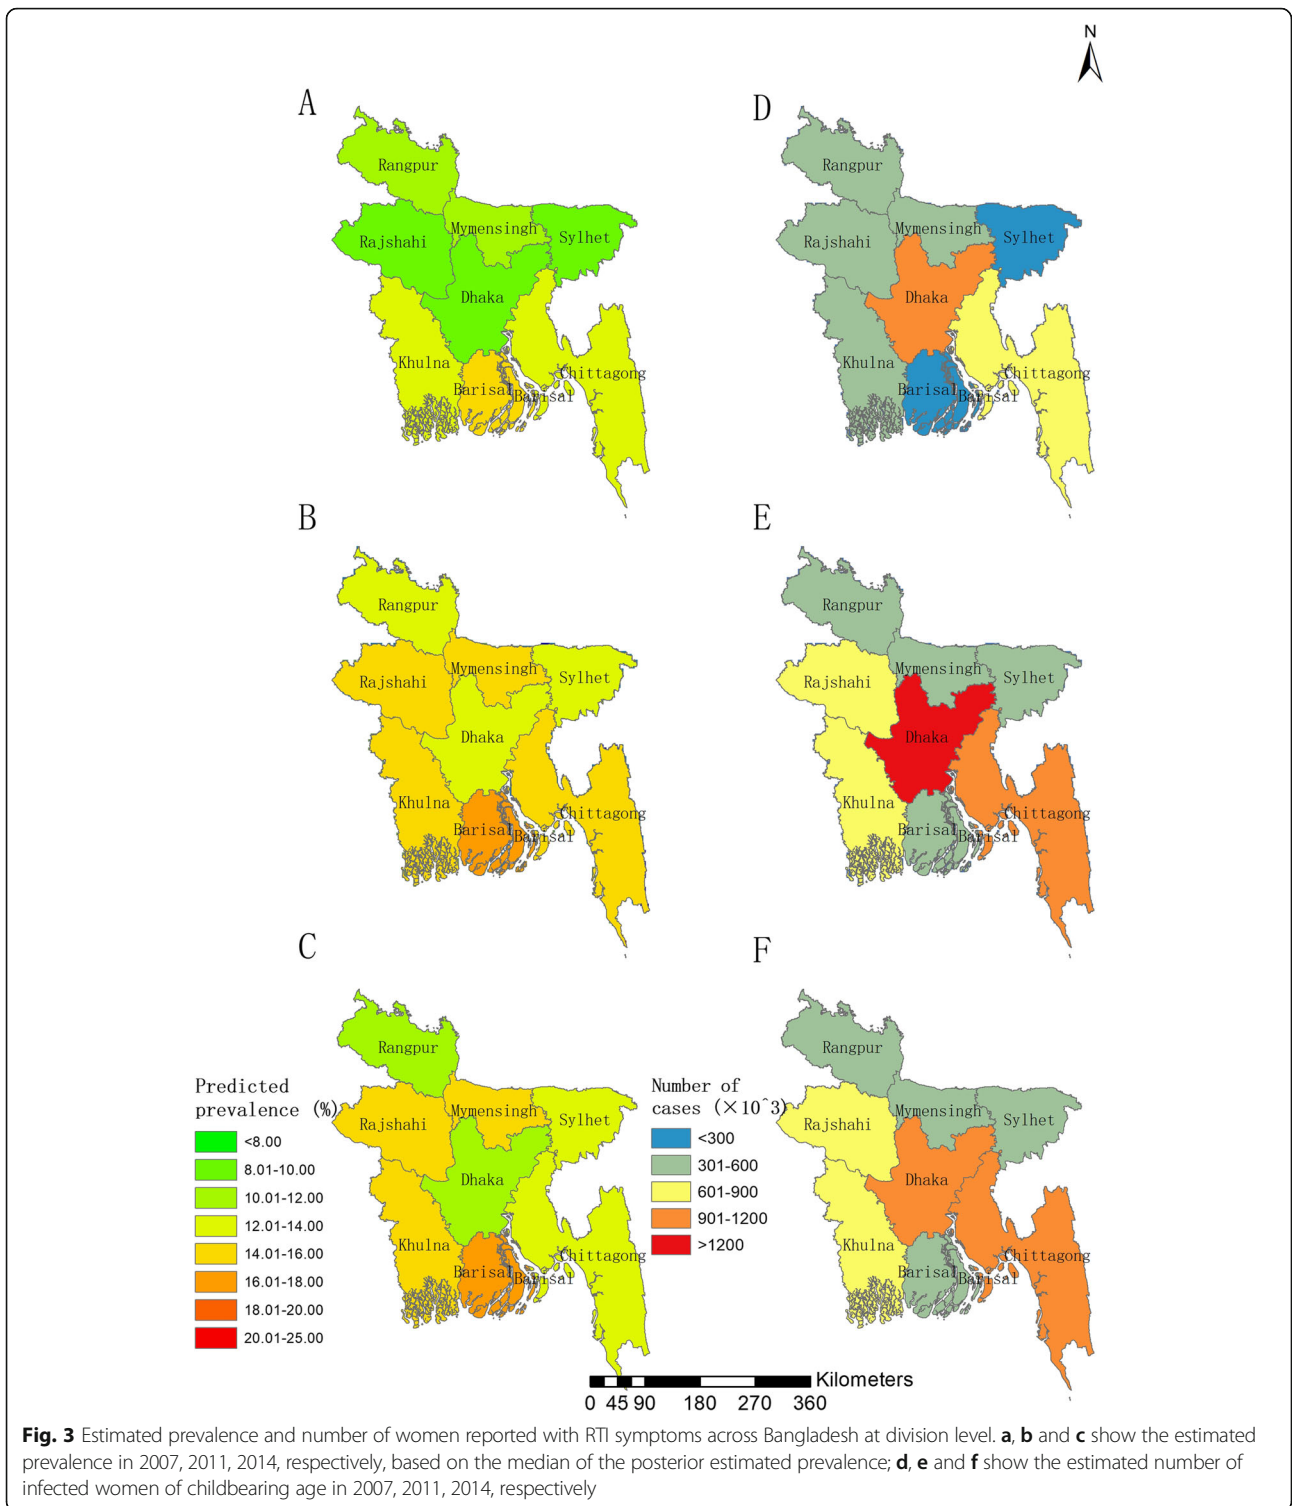 N
A
Rangpur
Rajshahi
Mymensingh
Sylhet
Dhaka
Khulna
Barisal
Barisal
Chittagong
D
Rangpur
Rajshahi
Mymensingh
Sylhet
Dhaka
Khulna
Barisal
Barisal
Chittagong
B
Rangpur
Rajshahi
Mymensingh
Sylhet
Dhaka
Khulna
Barisal
Barisal
Chittagong
E
Rangpur
Rajshahi
Mymensingh
Sylhet
Dhaka
Khulna
Barisal
Barisal
Chittagong
C
Rangpur
Rajshahi
Mymensingh
Sylhet
Dhaka
Khulna
Barisal
Barisal
Chittagong
Predicted
prevalence (%)
<8.00
8.01-10.00
10.01-12.00
12.01-14.00
14.01-16.00
16.01-18.00
18.01-20.00
20.01-25.00
F
Rangpur
Rajshahi
Mymensingh
Sylhet
Dhaka
Khulna
Barisal
Barisal
Chittagong
Number of
cases (×10^3)
<300
301-600
601-900
901-1200
>1200
Kilometers
0 45 90 180 270 360
Fig. 3 Estimated prevalence and number of women reported with RTI symptoms across Bangladesh at division level. a, b and c show the estimated
prevalence in 2007, 2011, 2014, respectively, based on the median of the posterior estimated prevalence; d, e and f show the estimated number of
infected women of childbearing age in 2007, 2011, 2014, respectively